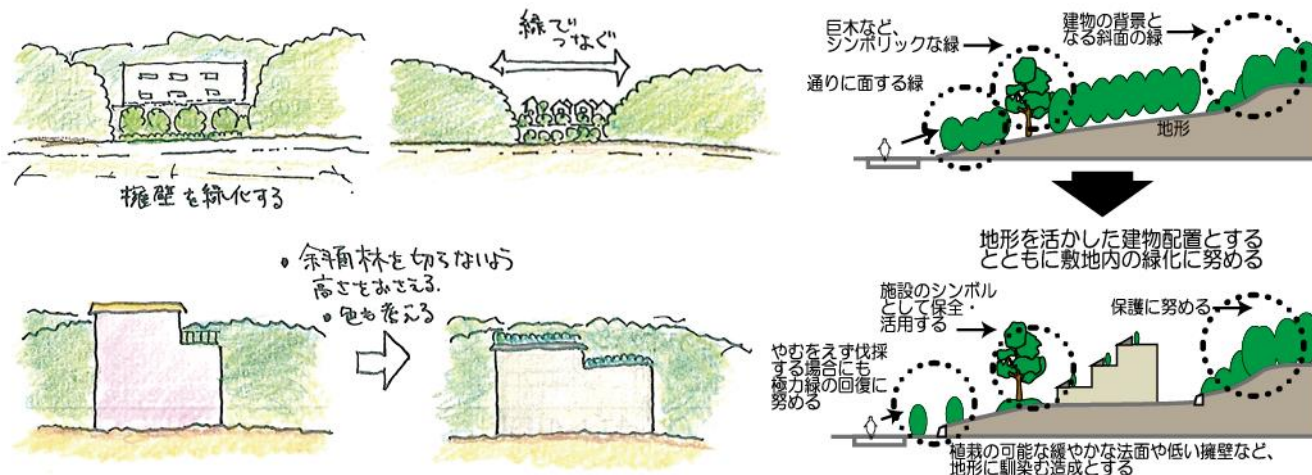 擁壁を緑化する
緑で
つなぐ
• 斜面林を切らないよう
高さをおさえる.
• 色も考える
巨木など、
シンボリックな緑
建物の背景と
なる斜面の緑
通りに面する緑
地形
地形を活かした建物配置とする
とともに敷地内の緑化に努める
施設のシンボル
として保全・
活用する
保護に努める
やむをえず伐採
する場合にも
極力緑の回復に
努める
植栽の可能な緩やかな法面や低い擁壁など、
地形に馴染む造成とする